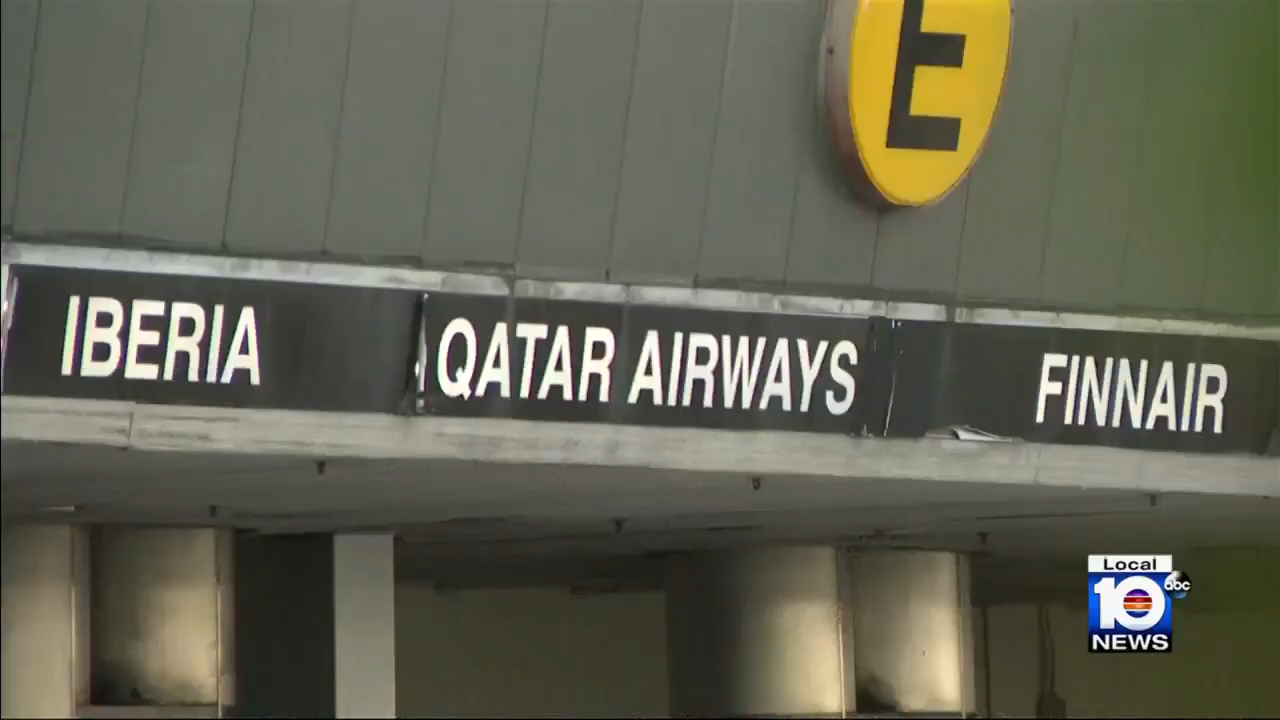 E
IBERIA
QATAR AIRWAYS
FINNAIR
Local
10 abc
NEWS